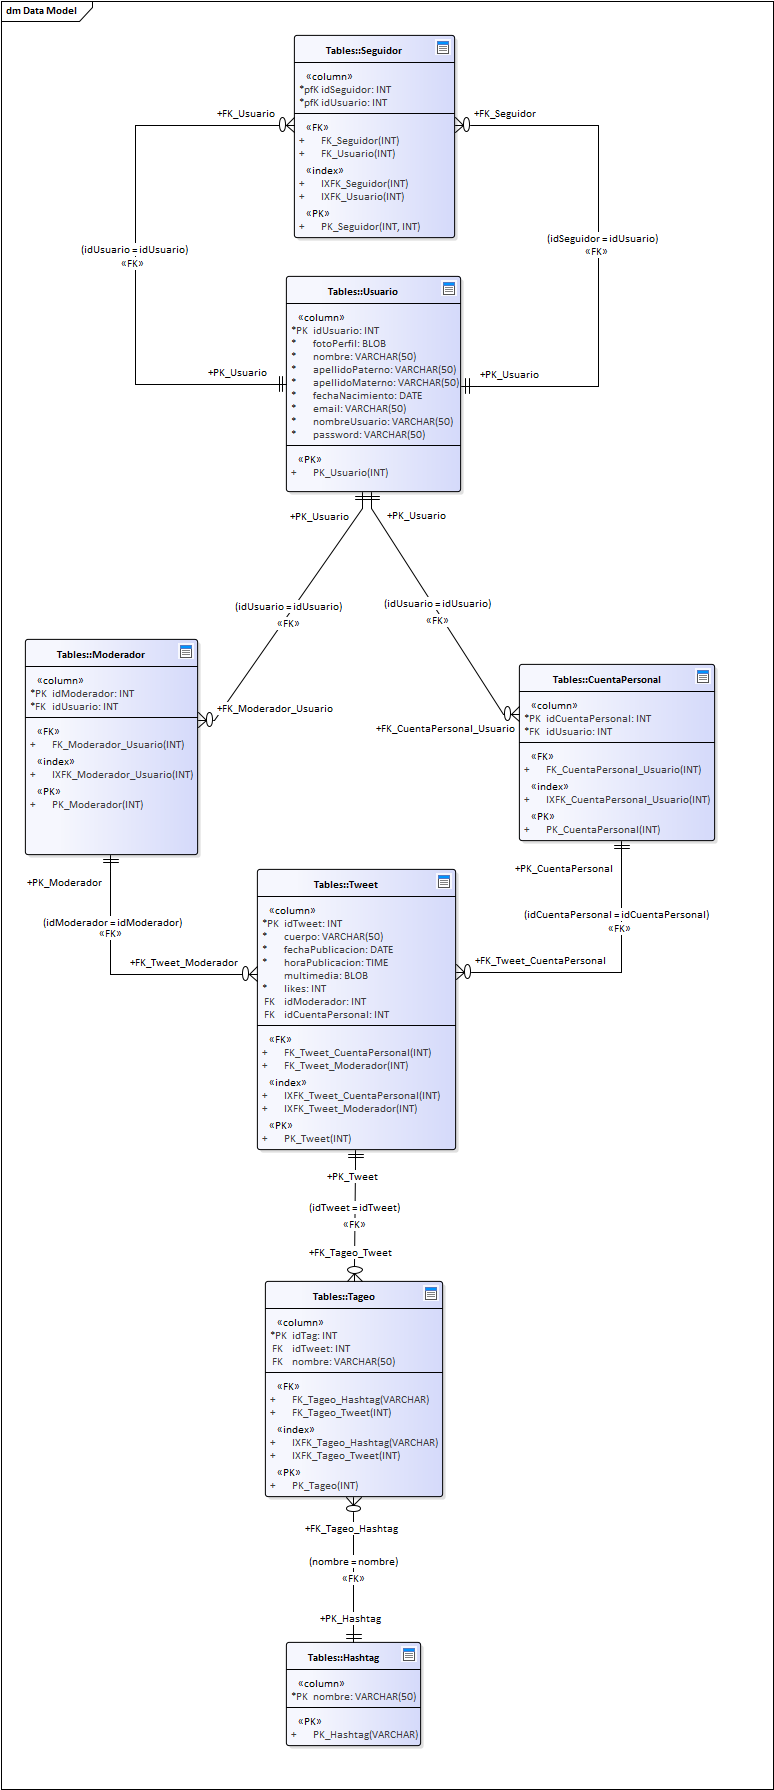 dm Data Model
Tables::Seguidor
«column»
*pfK idSeguidor: INT
*pfK idUsuario: INT
«FK»
+ FK_Seguidor(INT)
+ FK_Usuario(INT)
«index»
+ IXFK_Seguidor(INT)
+ IXFK_Usuario(INT)
«PK»
+ PK_Seguidor(INT, INT)
+FK_Usuario
+FK_Seguidor
(idUsuario = idUsuario)
«FK»
(idSeguidor = idUsuario)
«FK»
+PK_Usuario
+PK_Usuario
Tables::Usuario
«column»
*PK idUsuario: INT
* fotoPerfil: BLOB
* nombre: VARCHAR(50)
* apellidoPaterno: VARCHAR(50)
* apellidoMaterno: VARCHAR(50)
* fechaNacimiento: DATE
* email: VARCHAR(50)
* nombreUsuario: VARCHAR(50)
* password: VARCHAR(50)
«PK»
+ PK_Usuario(INT)
+PK_Usuario
+PK_Usuario
(idUsuario = idUsuario)
«FK»
(idUsuario = idUsuario)
«FK»
+FK_Moderador_Usuario
+FK_CuentaPersonal_Usuario
Tables::Moderador
«column»
*PK idModerador: INT
*FK idUsuario: INT
«FK»
+ FK_Moderador_Usuario(INT)
«index»
+ IXFK_Moderador_Usuario(INT)
«PK»
+ PK_Moderador(INT)
Tables::CuentaPersonal
«column»
*PK idCuentaPersonal: INT
*FK idUsuario: INT
«FK»
+ FK_CuentaPersonal_Usuario(INT)
«index»
+ IXFK_CuentaPersonal_Usuario(INT)
«PK»
+ PK_CuentaPersonal(INT)
+PK_Moderador
(idModerador = idModerador)
«FK»
+FK_Tweet_Moderador
+PK_CuentaPersonal
(idCuentaPersonal = idCuentaPersonal)
«FK»
+FK_Tweet_CuentaPersonal
Tables::Tweet
«column»
*PK idTweet: INT
* cuerpo: VARCHAR(50)
* fechaPublicacion: DATE
* horaPublicacion: TIME
multimedia: BLOB
* likes: INT
FK idModerador: INT
FK idCuentaPersonal: INT
«FK»
+ FK_Tweet_CuentaPersonal(INT)
+ FK_Tweet_Moderador(INT)
«index»
+ IXFK_Tweet_CuentaPersonal(INT)
+ IXFK_Tweet_Moderador(INT)
«PK»
+ PK_Tweet(INT)
+PK_Tweet
(idTweet = idTweet)
«FK»
+FK_Tageo_Tweet
Tables::Tageo
«column»
*PK idTag: INT
FK idTweet: INT
FK nombre: VARCHAR(50)
«FK»
+ FK_Tageo_Hashtag(VARCHAR)
+ FK_Tageo_Tweet(INT)
«index»
+ IXFK_Tageo_Hashtag(VARCHAR)
+ IXFK_Tageo_Tweet(INT)
«PK»
+ PK_Tageo(INT)
+FK_Tageo_Hashtag
(nombre = nombre)
«FK»
+PK_Hashtag
Tables::Hashtag
«column»
*PK nombre: VARCHAR(50)
«PK»
+ PK_Hashtag(VARCHAR)